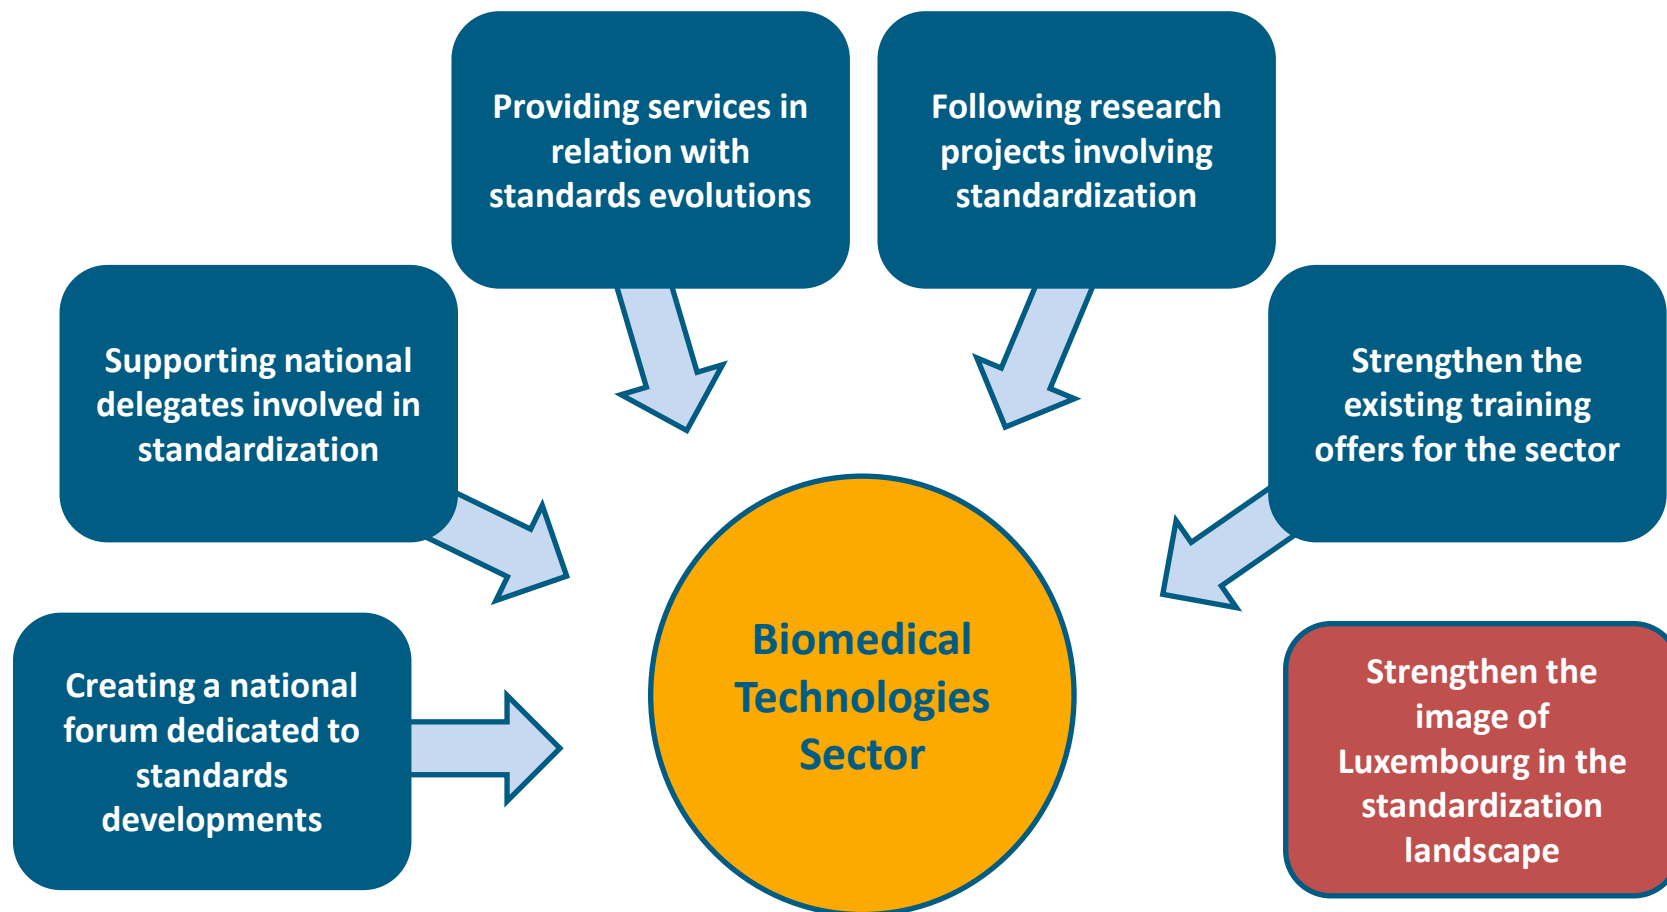 Providing services in
relation with
standards evolutions
Following research
projects involving
standardization
Supporting national
delegates involved in
standardization
Strengthen the
existing training
offers for the sector
Creating a national
forum dedicated to
standards
developments
Biomedical
Technologies
Sector
Strengthen the
image of
Luxembourg in the
standardization
landscape